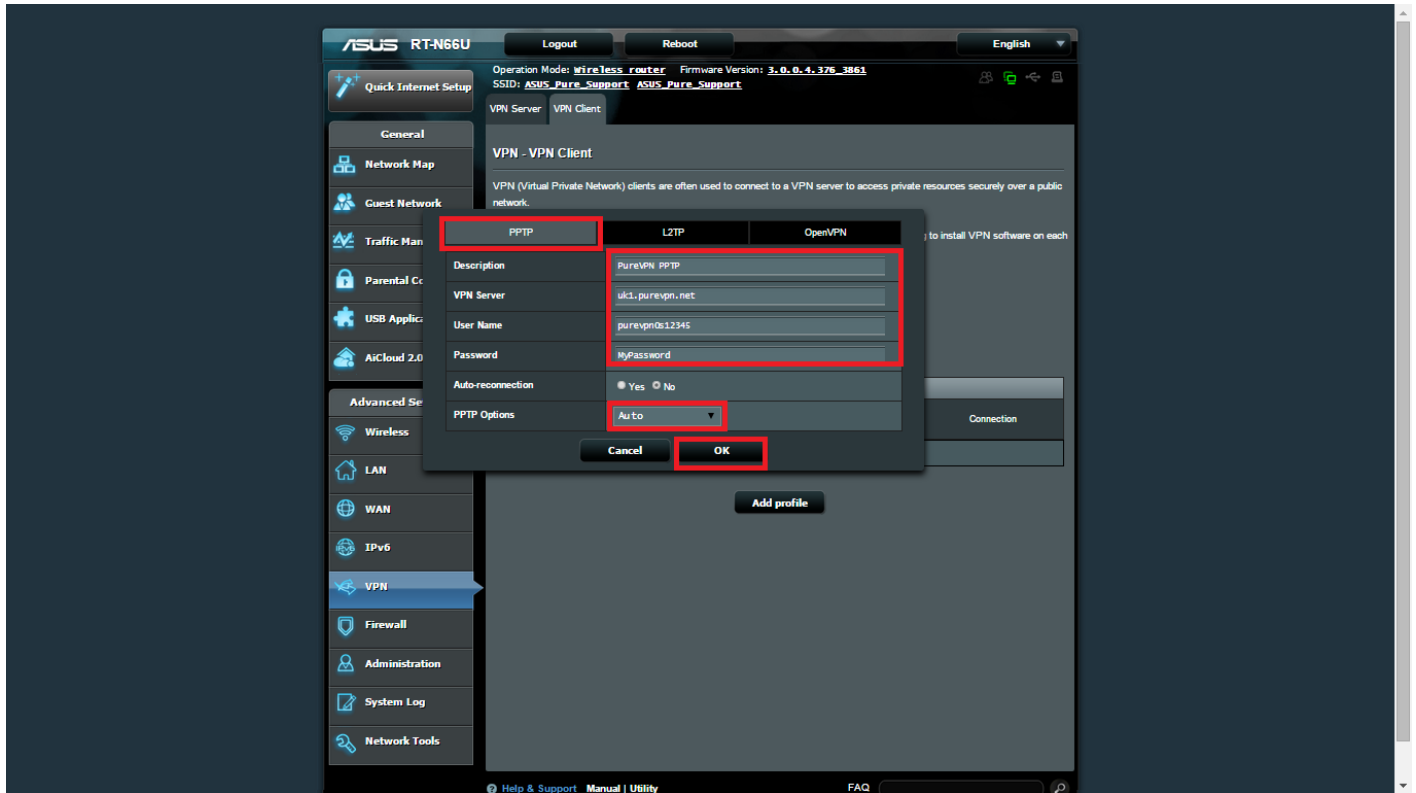 ASUS RT-N66U
Logout
Reboot
English
Quick Internet Setup
Operation Mode: Wireless router Firmware Version: 3.0.0.4.376_3861
SSID: ASUS_Pure_Support ASUS_Pure_Support
VPN Server
VPN Client
General
Network Map
Guest Network
Traffic Man
Parental Co
USB Applica
AiCloud 2.0
Advanced Se
Wireless
LAN
WAN
IPv6
VPN
Firewall
Administration
System Log
Network Tools
VPN - VPN Client
VPN (Virtual Private Network) clients are often used to connect to a VPN server to access private resources securely over a public
network.
to install VPN software on each
PPTP
L2TP
OpenVPN
Description
PureVPN PPTP
VPN Server
uk1.purevpn.net
User Name
purevpn0s12345
Password
MyPassword
Auto-reconnection
Yes No
PPTP Options
Auto
Cancel
OK
Connection
Add profile
Help & Support Manual | Utility
FAQ